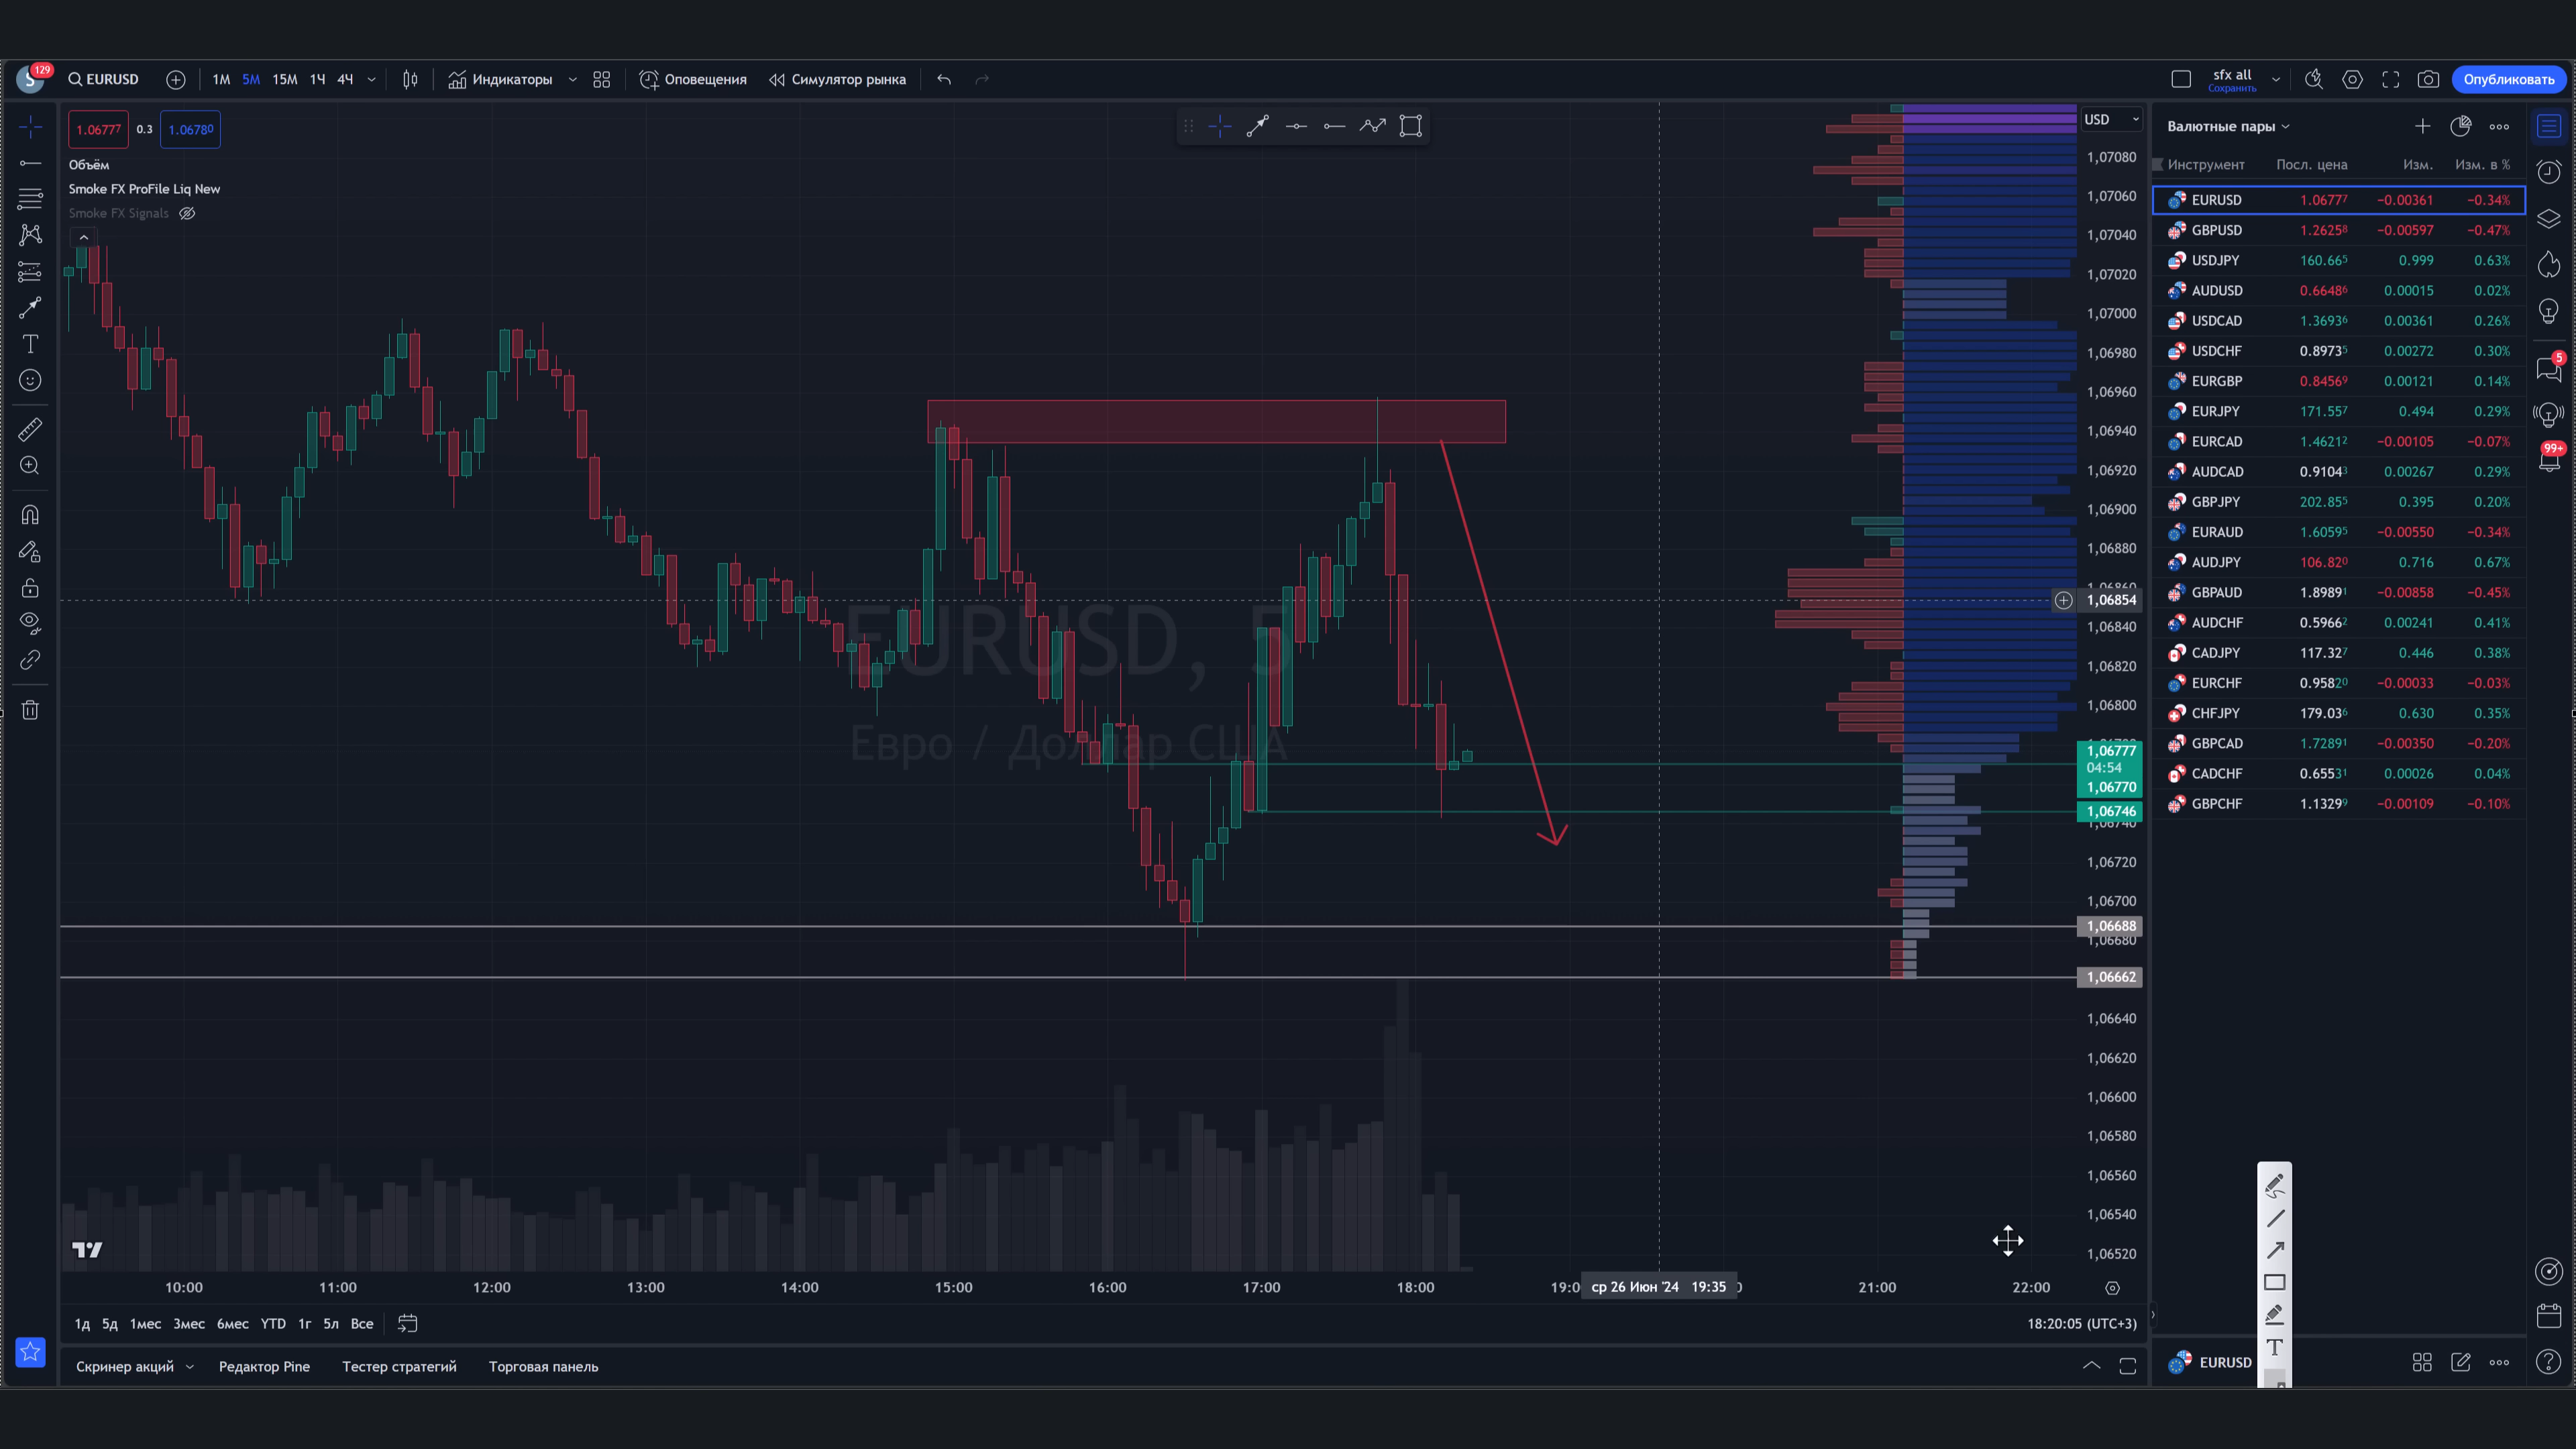 S 129 EURUSD 1М 5М 15М 1Ч 4Ч Индикаторы Оповещения Симулятор рынка sfx all Опубликовать
Сохранить
1.06777 0.3 1.06780
Объём
Smoke FX ProFile Liq New
Smoke FX Signals
EURUSD, 5
Евро / Доллар США
USD
1,07080
1,07060
1,07040
1,07020
1,07000
1,06980
1,06960
1,06940
1,06920
1,06900
1,06880
1,06860
1,06854
1,06840
1,06820
1,06800
1,06777
04:54
1,06770
1,06746
1,06740
1,06720
1,06700
1,06688
1,06680
1,06662
1,06640
1,06620
1,06600
1,06580
1,06560
1,06540
1,06520
10:00 11:00 12:00 13:00 14:00 15:00 16:00 17:00 18:00 19:0 ср 26 Июн '24 19:35 21:00 22:00
1д 5д 1мес 3мес 6мес YTD 1г 5л Все 18:20:05 (UTC+3)
Скринер акций Редактор Pine Тестер стратегий Торговая панель
Валютные пары
Инструмент Посл. цена Изм. Изм. в %
EURUSD 1.06777 −0.00361 −0.34%
GBPUSD 1.26258 −0.00597 −0.47%
USDJPY 160.665 0.999 0.63%
AUDUSD 0.66486 0.00015 0.02%
USDCAD 1.36936 0.00361 0.26%
USDCHF 0.89735 0.00272 0.30%
EURGBP 0.84569 0.00121 0.14%
EURJPY 171.557 0.494 0.29%
EURCAD 1.46212 −0.00105 −0.07%
AUDCAD 0.91043 0.00267 0.29%
GBPJPY 202.855 0.395 0.20%
EURAUD 1.60595 −0.00550 −0.34%
AUDJPY 106.820 0.716 0.67%
GBPAUD 1.89891 −0.00858 −0.45%
AUDCHF 0.59662 0.00241 0.41%
CADJPY 117.327 0.446 0.38%
EURCHF 0.95820 −0.00033 −0.03%
CHFJPY 179.036 0.630 0.35%
GBPCAD 1.72891 −0.00350 −0.20%
CADCHF 0.65531 0.00026 0.04%
GBPCHF 1.13299 −0.00109 −0.10%
5
99+
EURUSD